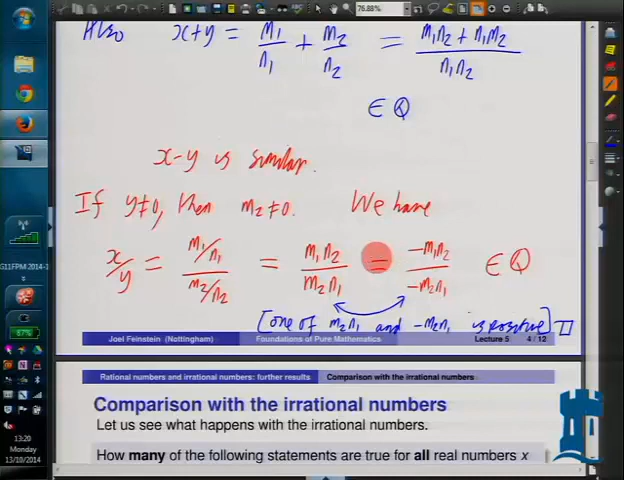 76.88%
Also x+y = m₁/n₁ + m₂/n₂ = (m₁n₂ + n₁m₂)/(n₁n₂)
∈ ℚ
x-y is similar.
If y≠0, then m₂≠0. We have
x/y = (m₁/n₁)/(m₂/n₂) = (m₁n₂)/(m₂n₁) = (-m₁n₂)/(-m₂n₁) ∈ ℚ
[one of m₂n₁ and -m₂n₁ is positive] □
Joel Feinstein (Nottingham) Foundations of Pure Mathematics Lecture 5 4 / 12
Rational numbers and irrational numbers: further results Comparison with the irrational numbers
Comparison with the irrational numbers
Let us see what happens with the irrational numbers.
How many of the following statements are true for all real numbers x
G11FPM-2014-1
87%
13:20
Monday
13/10/2014